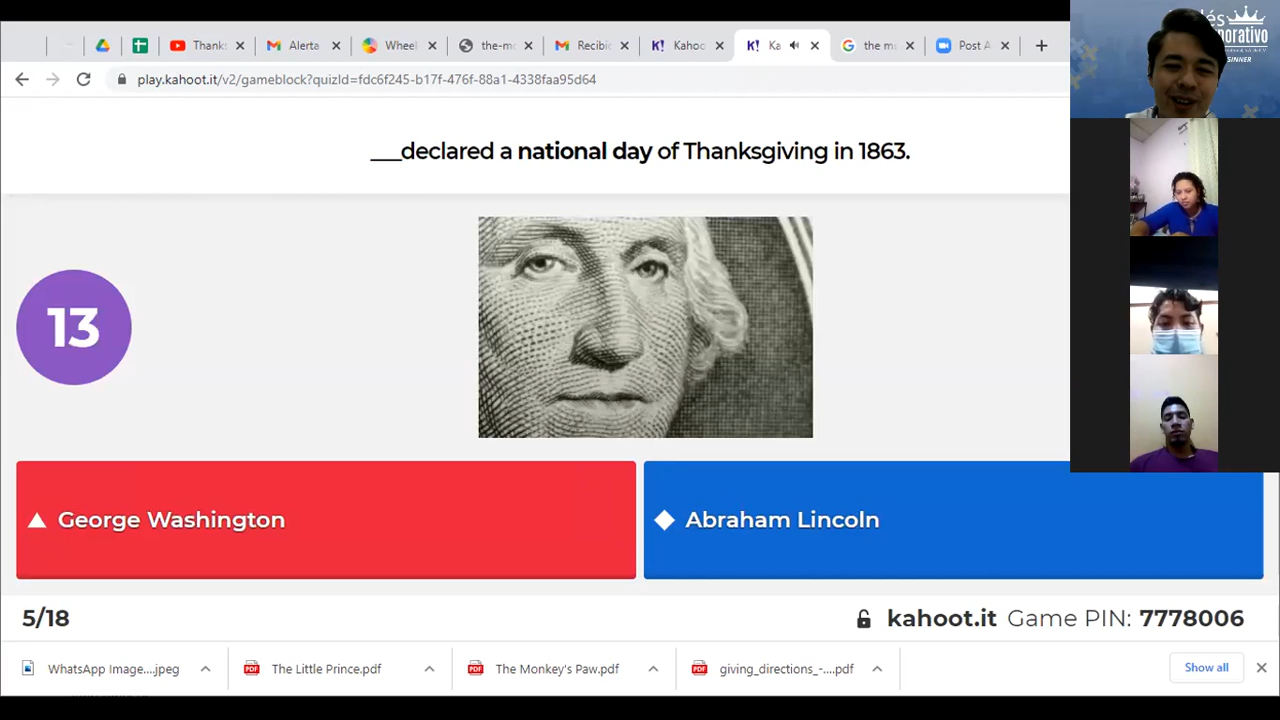 Thanks
Alerta
Wheel
the-m
Recibi
Kahoo
Ka
the m
Post A
play.kahoot.it/v2/gameblock?quizId=fdc6f245-b17f-476f-88a1-4338faa95d64
___declared a national day of Thanksgiving in 1863.
13
George Washington
Abraham Lincoln
5/18
kahoot.it Game PIN: 7778006
WhatsApp Image....jpeg
The Little Prince.pdf
The Monkey's Paw.pdf
giving_directions_-....pdf
Show all